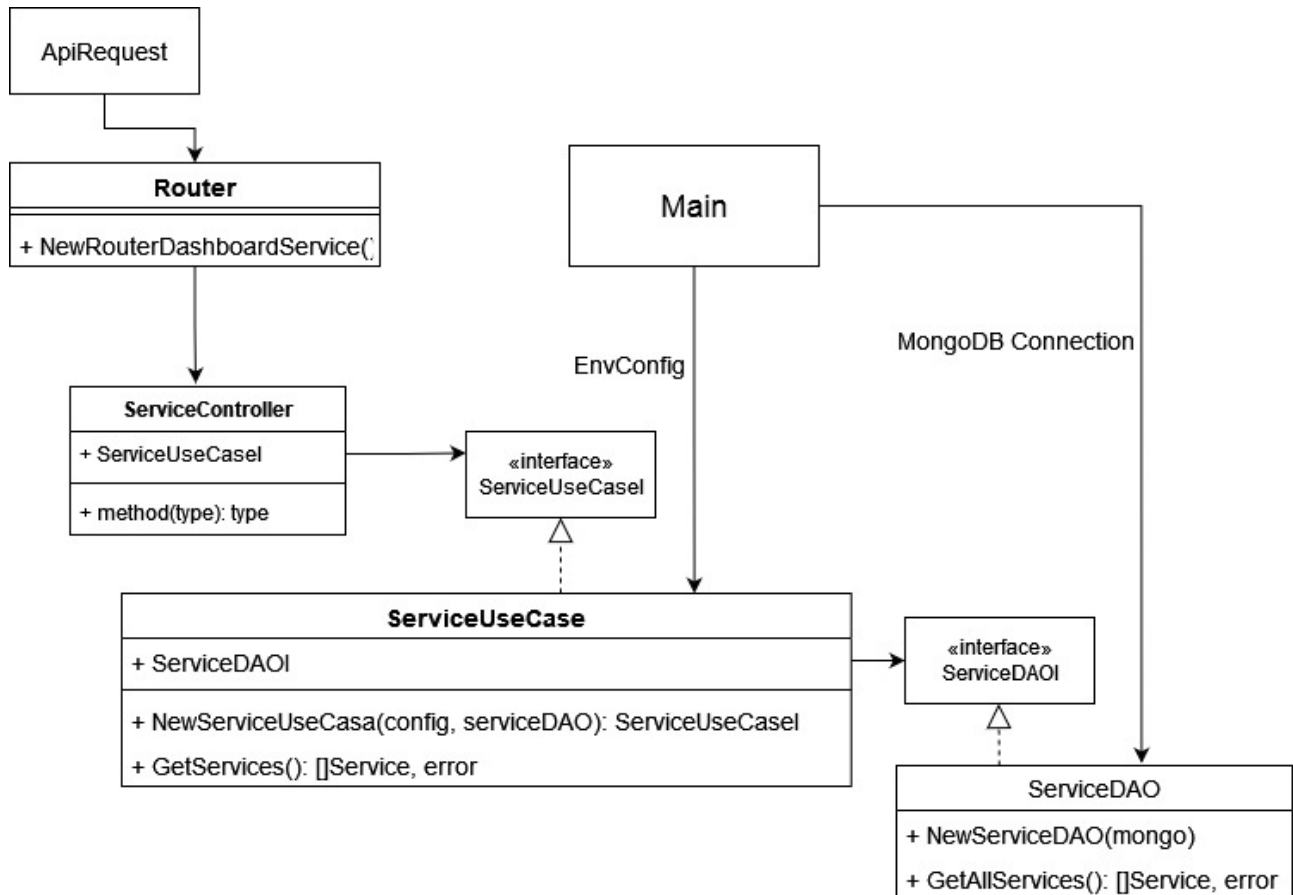 ApiRequest
Router
+ NewRouterDashboardService()
Main
EnvConfig
MongoDB Connection
ServiceController
+ ServiceUseCaseI
+ method(type): type
«interface»
ServiceUseCaseI
ServiceUseCase
+ ServiceDAOI
+ NewServiceUseCasa(config, serviceDAO): ServiceUseCaseI
+ GetServices(): []Service, error
«interface»
ServiceDAOI
ServiceDAO
+ NewServiceDAO(mongo)
+ GetAllServices(): []Service, error